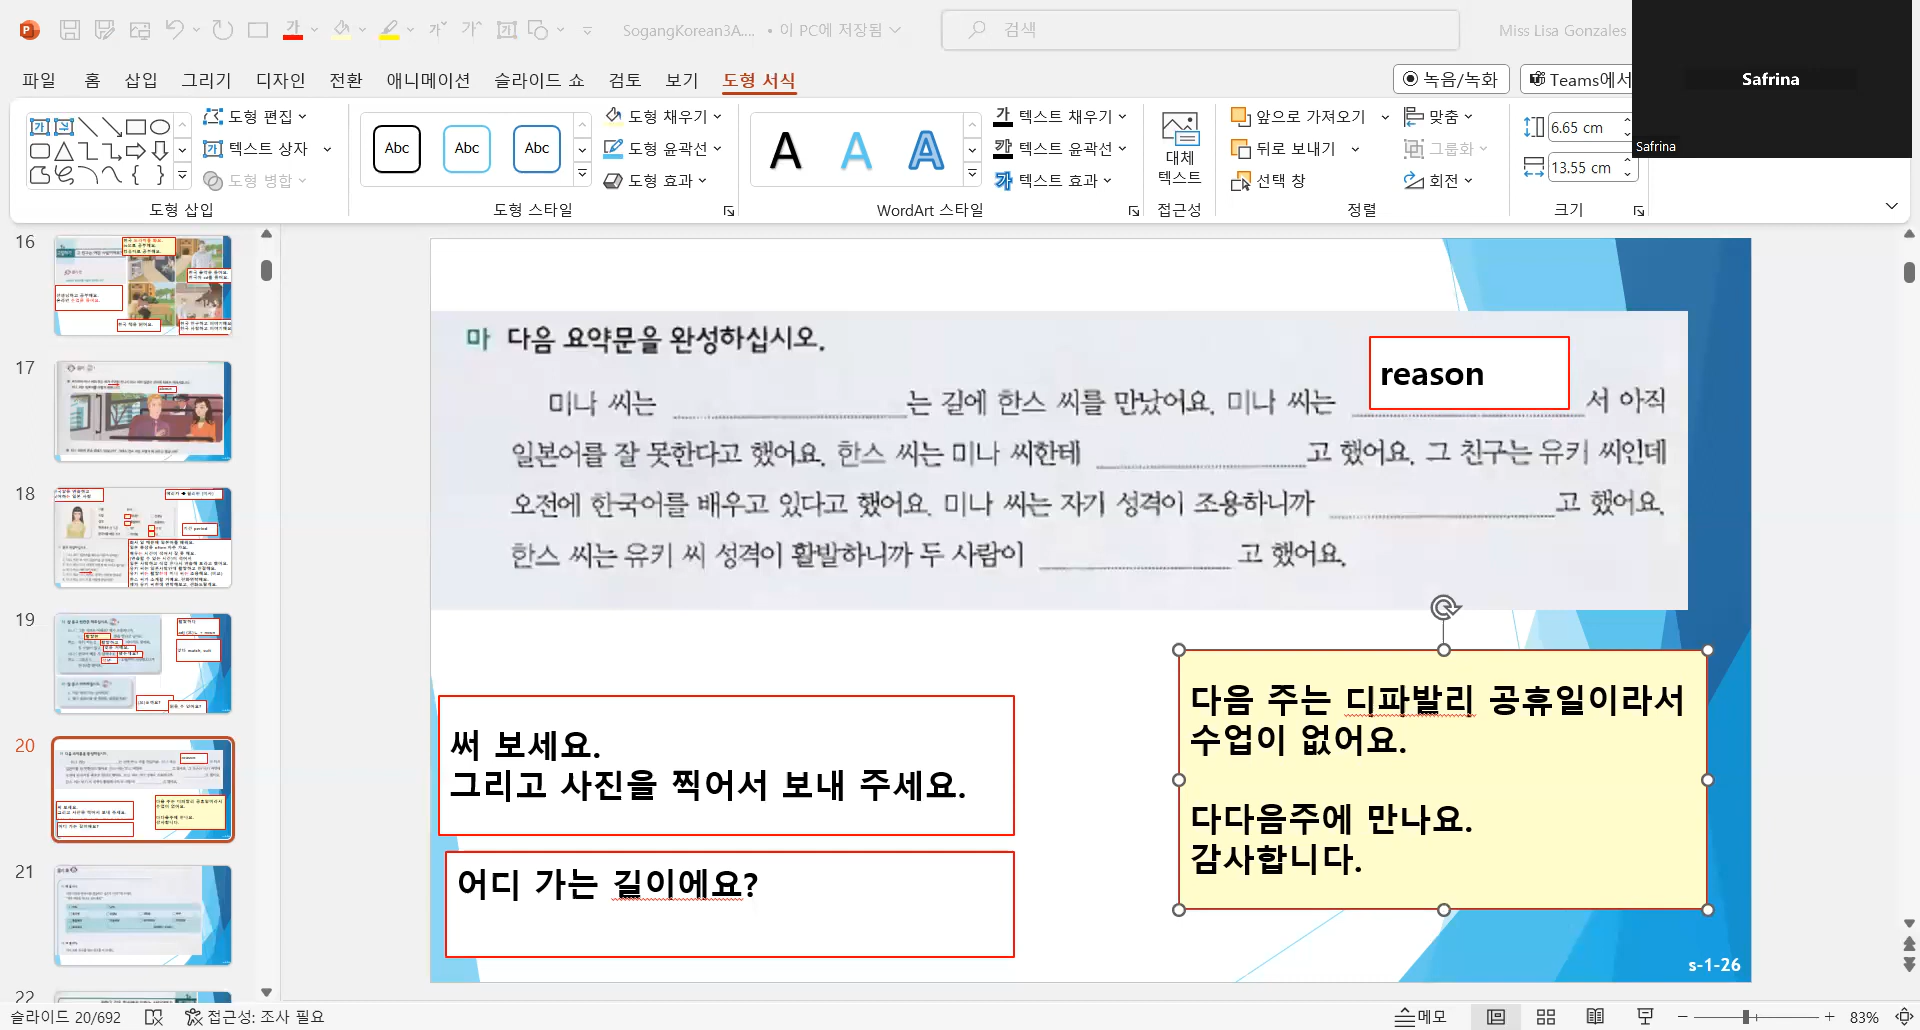 SogangKorean3A.... • 이 PC에 저장됨
검색
Miss Lisa Gonzales
파일 홈 삽입 그리기 디자인 전환 애니메이션 슬라이드 쇼 검토 보기 도형 서식
녹음/녹화
Teams에서
Safrina
Safrina
도형 편집
텍스트 상자
도형 병합
도형 삽입
Abc Abc Abc
도형 채우기
도형 윤곽선
도형 효과
도형 스타일
A A A
텍스트 채우기
텍스트 윤곽선
텍스트 효과
WordArt 스타일
대체
텍스트
접근성
앞으로 가져오기
뒤로 보내기
선택 창
맞춤
그룹화
회전
정렬
6.65 cm
13.55 cm
크기
16
17
18
19
20
21
22
마 다음 요약문을 완성하십시오.
reason
미나 씨는 는 길에 한스 씨를 만났어요. 미나 씨는 서 아직
일본어를 잘 못한다고 했어요. 한스 씨는 미나 씨한테 고 했어요. 그 친구는 유키 씨인데
오전에 한국어를 배우고 있다고 했어요. 미나 씨는 자기 성격이 조용하니까 고 했어요.
한스 씨는 유키 씨 성격이 활발하니까 두 사람이 고 했어요.
써 보세요.
그리고 사진을 찍어서 보내 주세요.
어디 가는 길이에요?
다음 주는 디파발리 공휴일이라서
수업이 없어요.
다다음주에 만나요.
감사합니다.
s-1-26
슬라이드 20/692
접근성: 조사 필요
메모
83%